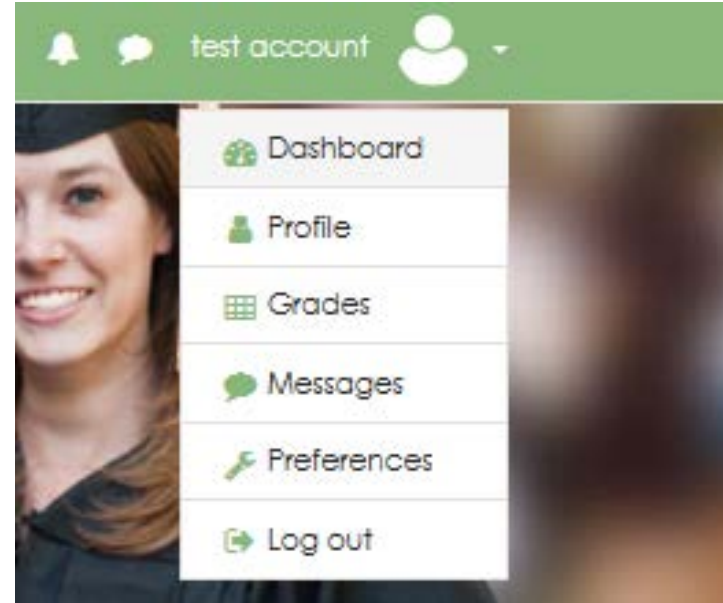 test account
Dashboard
Profile
Grades
Messages
Preferences
Log out